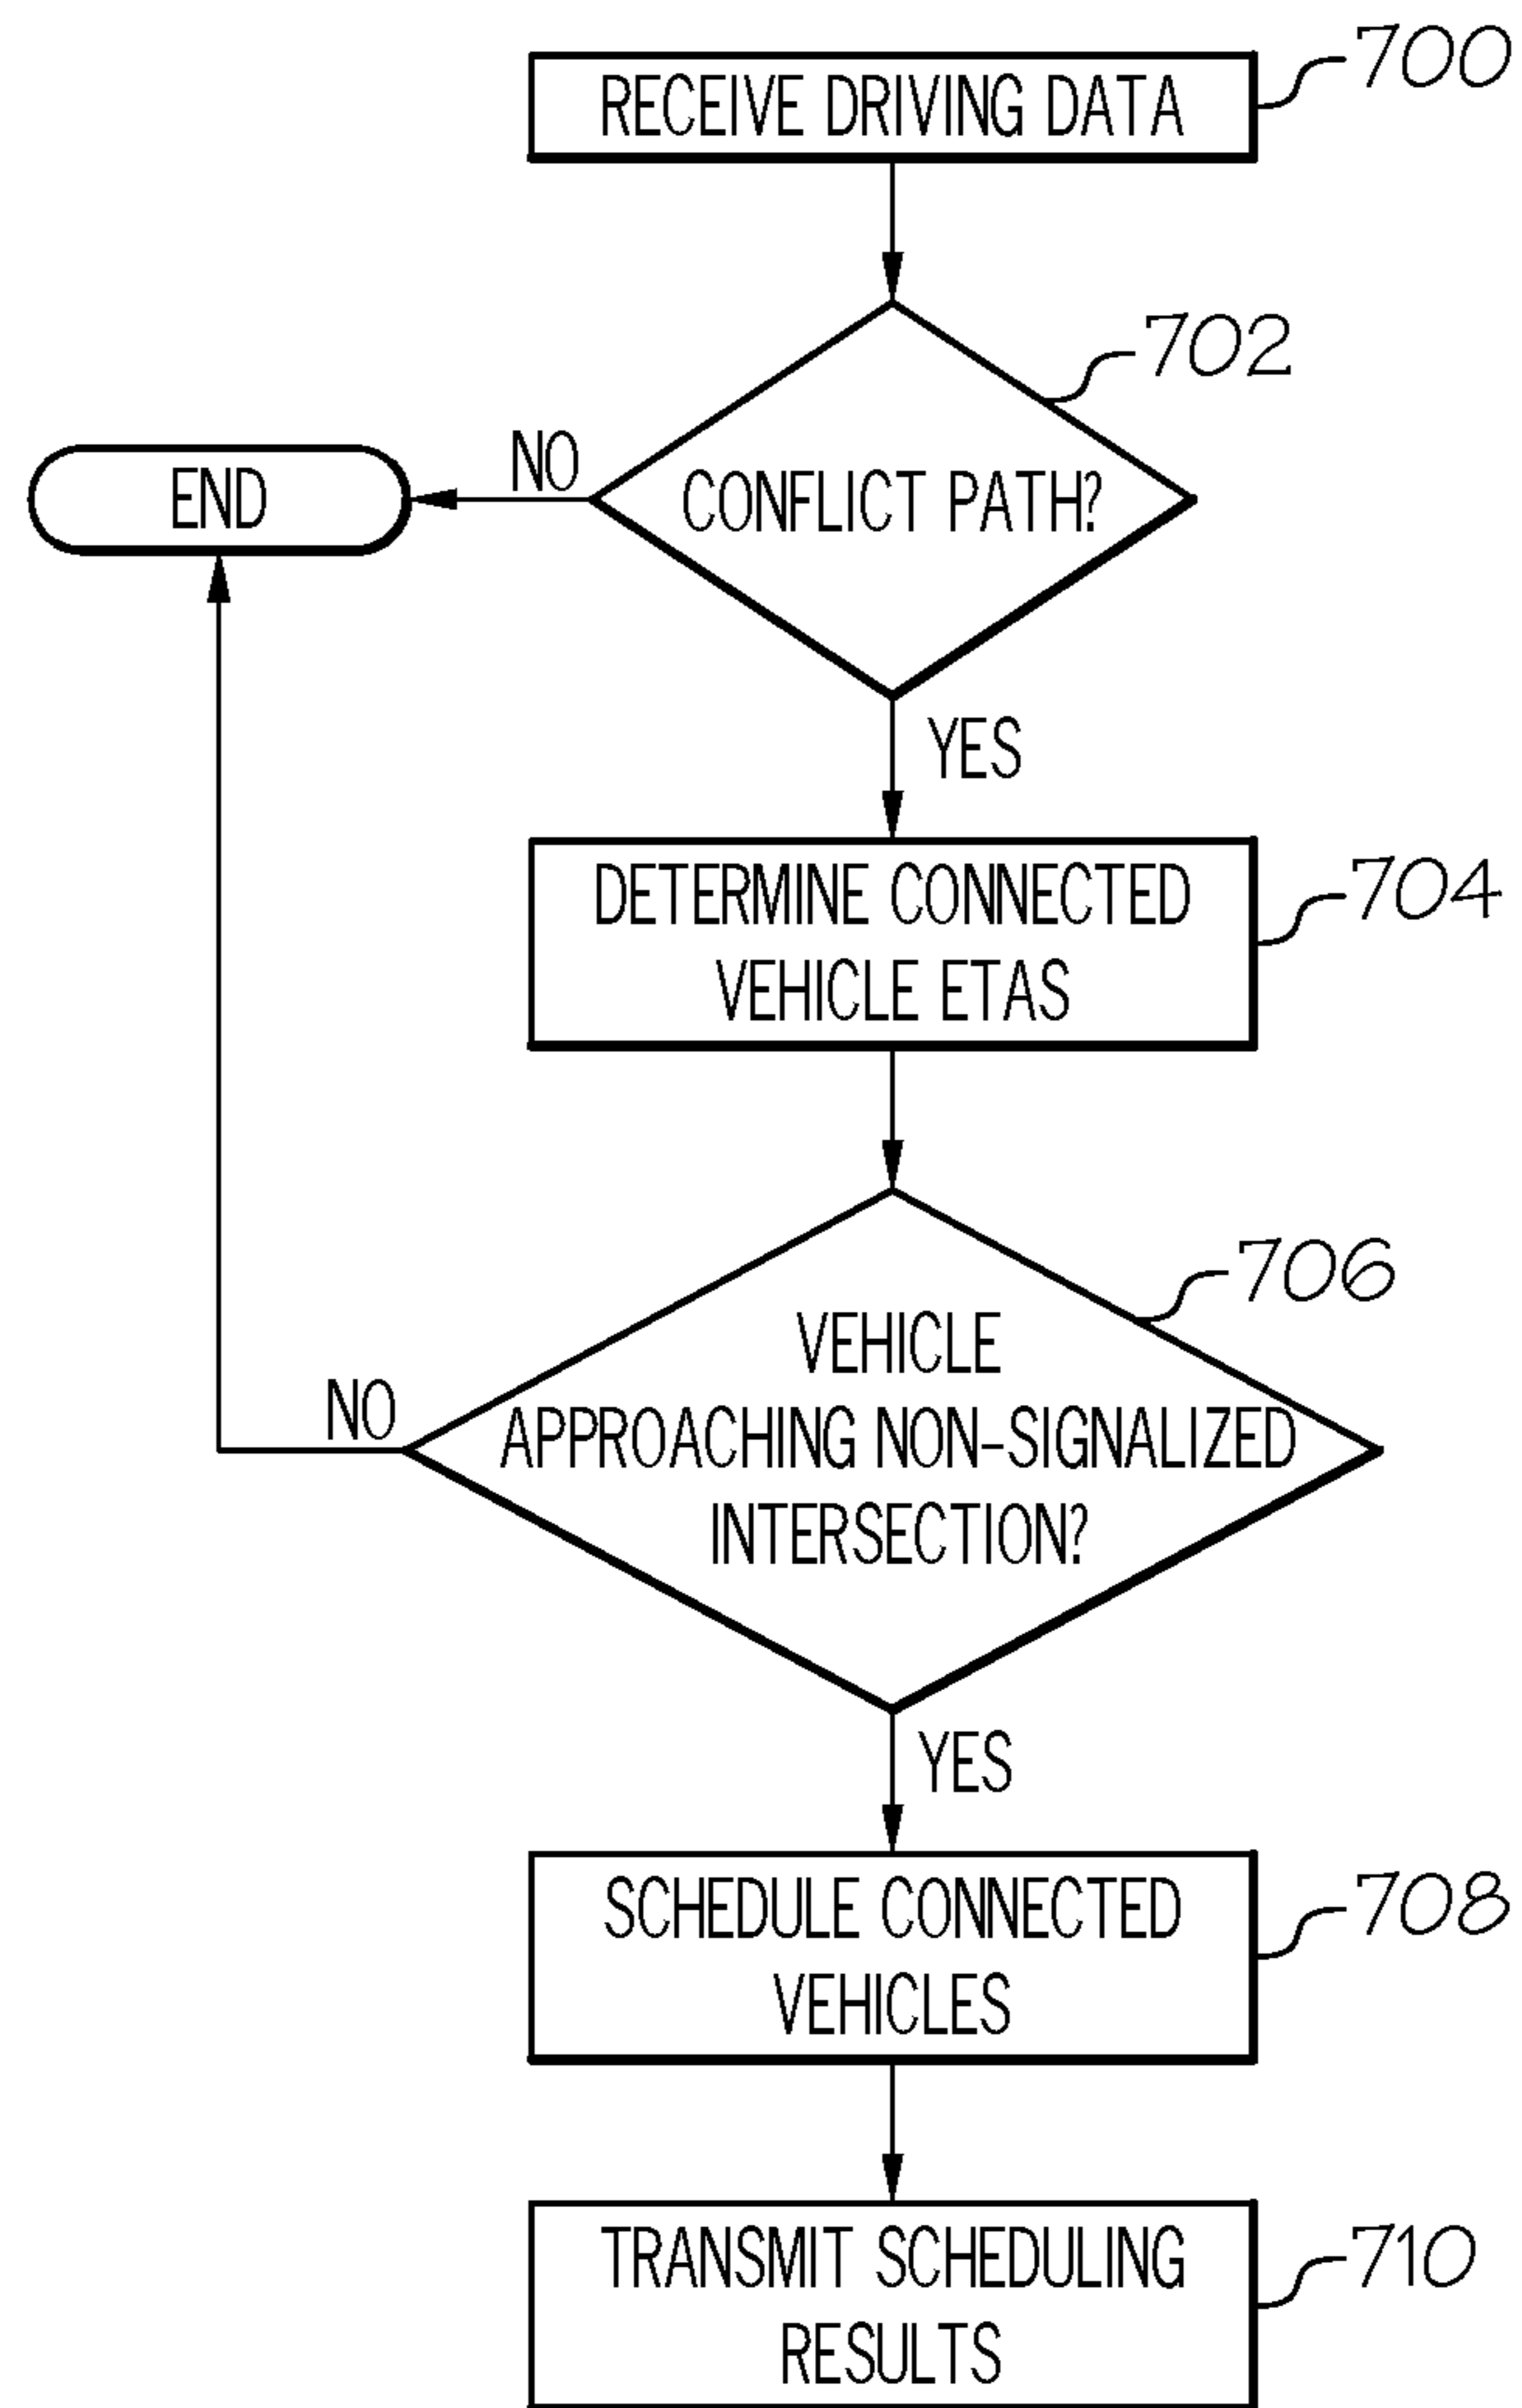 RECEIVE DRIVING DATA
700
702
CONFLICT PATH?
NO
END
YES
DETERMINE CONNECTED
VEHICLE ETAS
704
706
VEHICLE
APPROACHING NON-SIGNALIZED
INTERSECTION?
NO
YES
SCHEDULE CONNECTED
VEHICLES
708
TRANSMIT SCHEDULING
RESULTS
710